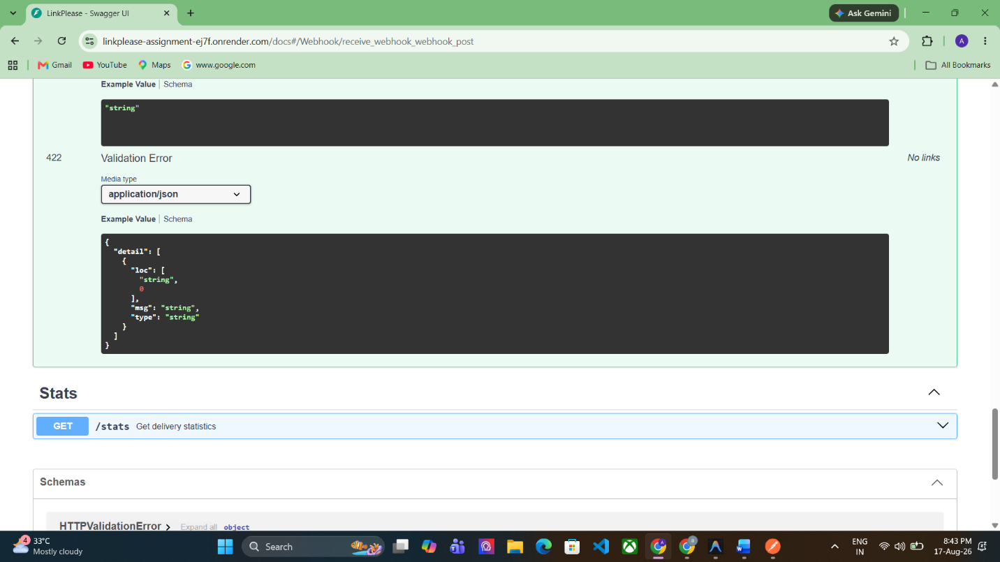 LinkPlease - Swagger UI
Ask Gemini
linkplease-assignment-ej7f.onrender.com/docs#/Webhook/receive_webhook_webhook_post
A
Gmail
YouTube
Maps
www.google.com
All Bookmarks
Example Value | Schema
"string"
422
Validation Error
No links
Media type
application/json
Example Value | Schema
{
"detail": [
{
"loc": [
"string",
0
],
"msg": "string",
"type": "string"
}
]
}
Stats
GET /stats Get delivery statistics
Schemas
HTTPValidationError Expand all object
4
33°C
Mostly cloudy
Search
ENG
IN
8:43 PM
17-Aug-26